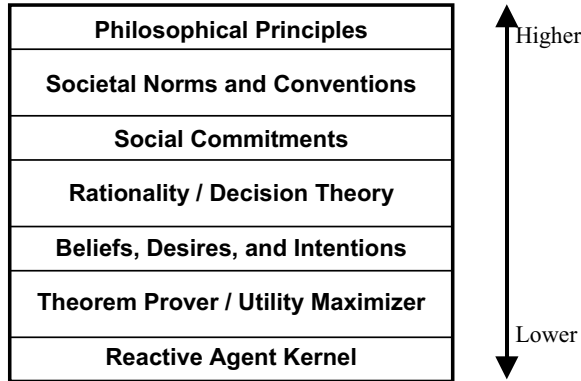 Philosophical Principles
Higher
Societal Norms and Conventions
Social Commitments
Rationality / Decision Theory
Beliefs, Desires, and Intentions
Theorem Prover / Utility Maximizer
Lower
Reactive Agent Kernel